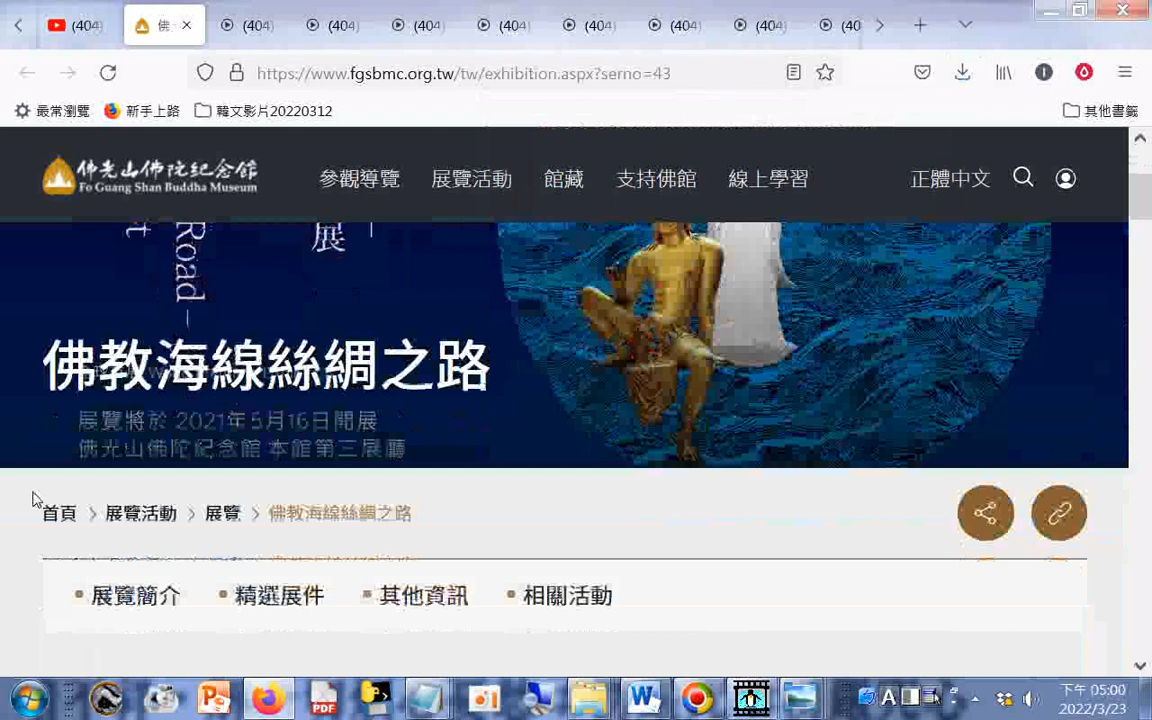 (404) 佛 (404) (404) (404) (404) (404) (404) (404) (40
https://www.fgsbmc.org.tw/tw/exhibition.aspx?serno=43
最常瀏覽 新手上路 韓文影片20220312 其他書籤
佛光山佛陀紀念館 參觀導覽 展覽活動 館藏 支持佛館 線上學習 正體中文
Fo Guang Shan Buddha Museum
Road
展
佛教海線絲綢之路
展覽將於 2021年5月16日開展
佛光山佛陀紀念館 本館第三展廳
首頁 > 展覽活動 > 展覽 > 佛教海線絲綢之路
展覽簡介 精選展件 其他資訊 相關活動
下午 05:00
2022/3/23